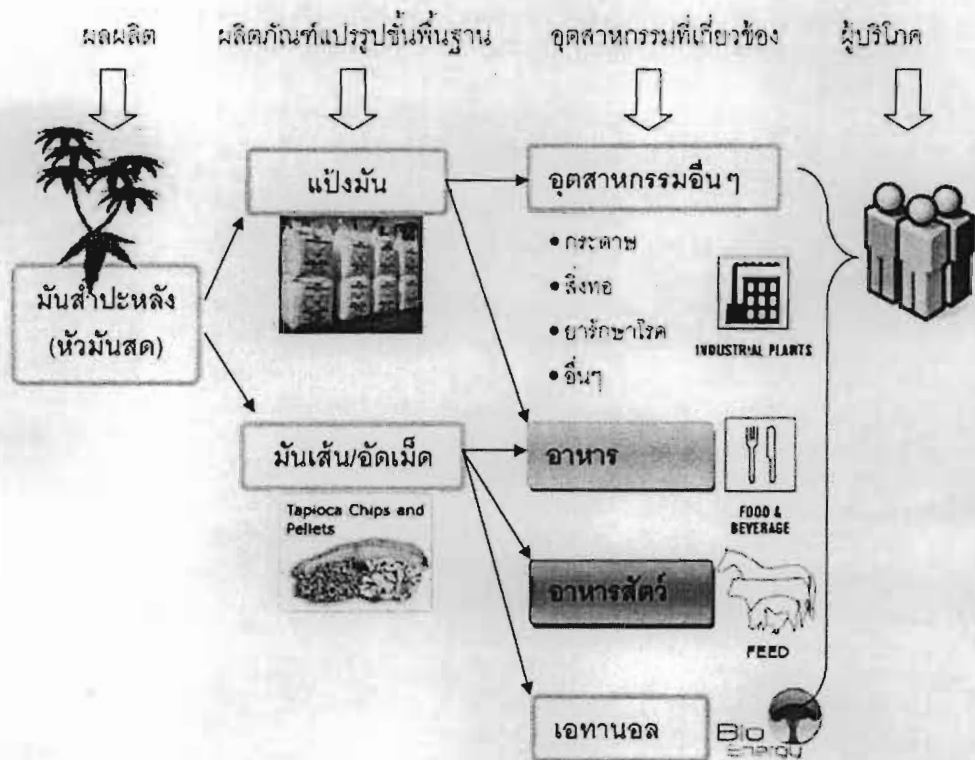 ผลผลิต
ผลิตภัณฑ์แปรรูปขั้นพื้นฐาน
อุตสาหกรรมที่เกี่ยวข้อง
ผู้บริโภค
แป้งมัน
อุตสาหกรรมอื่นๆ
• กระดาษ
• สิ่งทอ
• ยารักษาโรค
• อื่นๆ
INDUSTRIAL PLANTS
มันสำปะหลัง
(หัวมันสด)
มันเส้น/อัดเม็ด
Tapioca Chips and
Pellets
อาหาร
FOOD &
BEVERAGE
อาหารสัตว์
FEED
เอทานอล
Bio
Energy